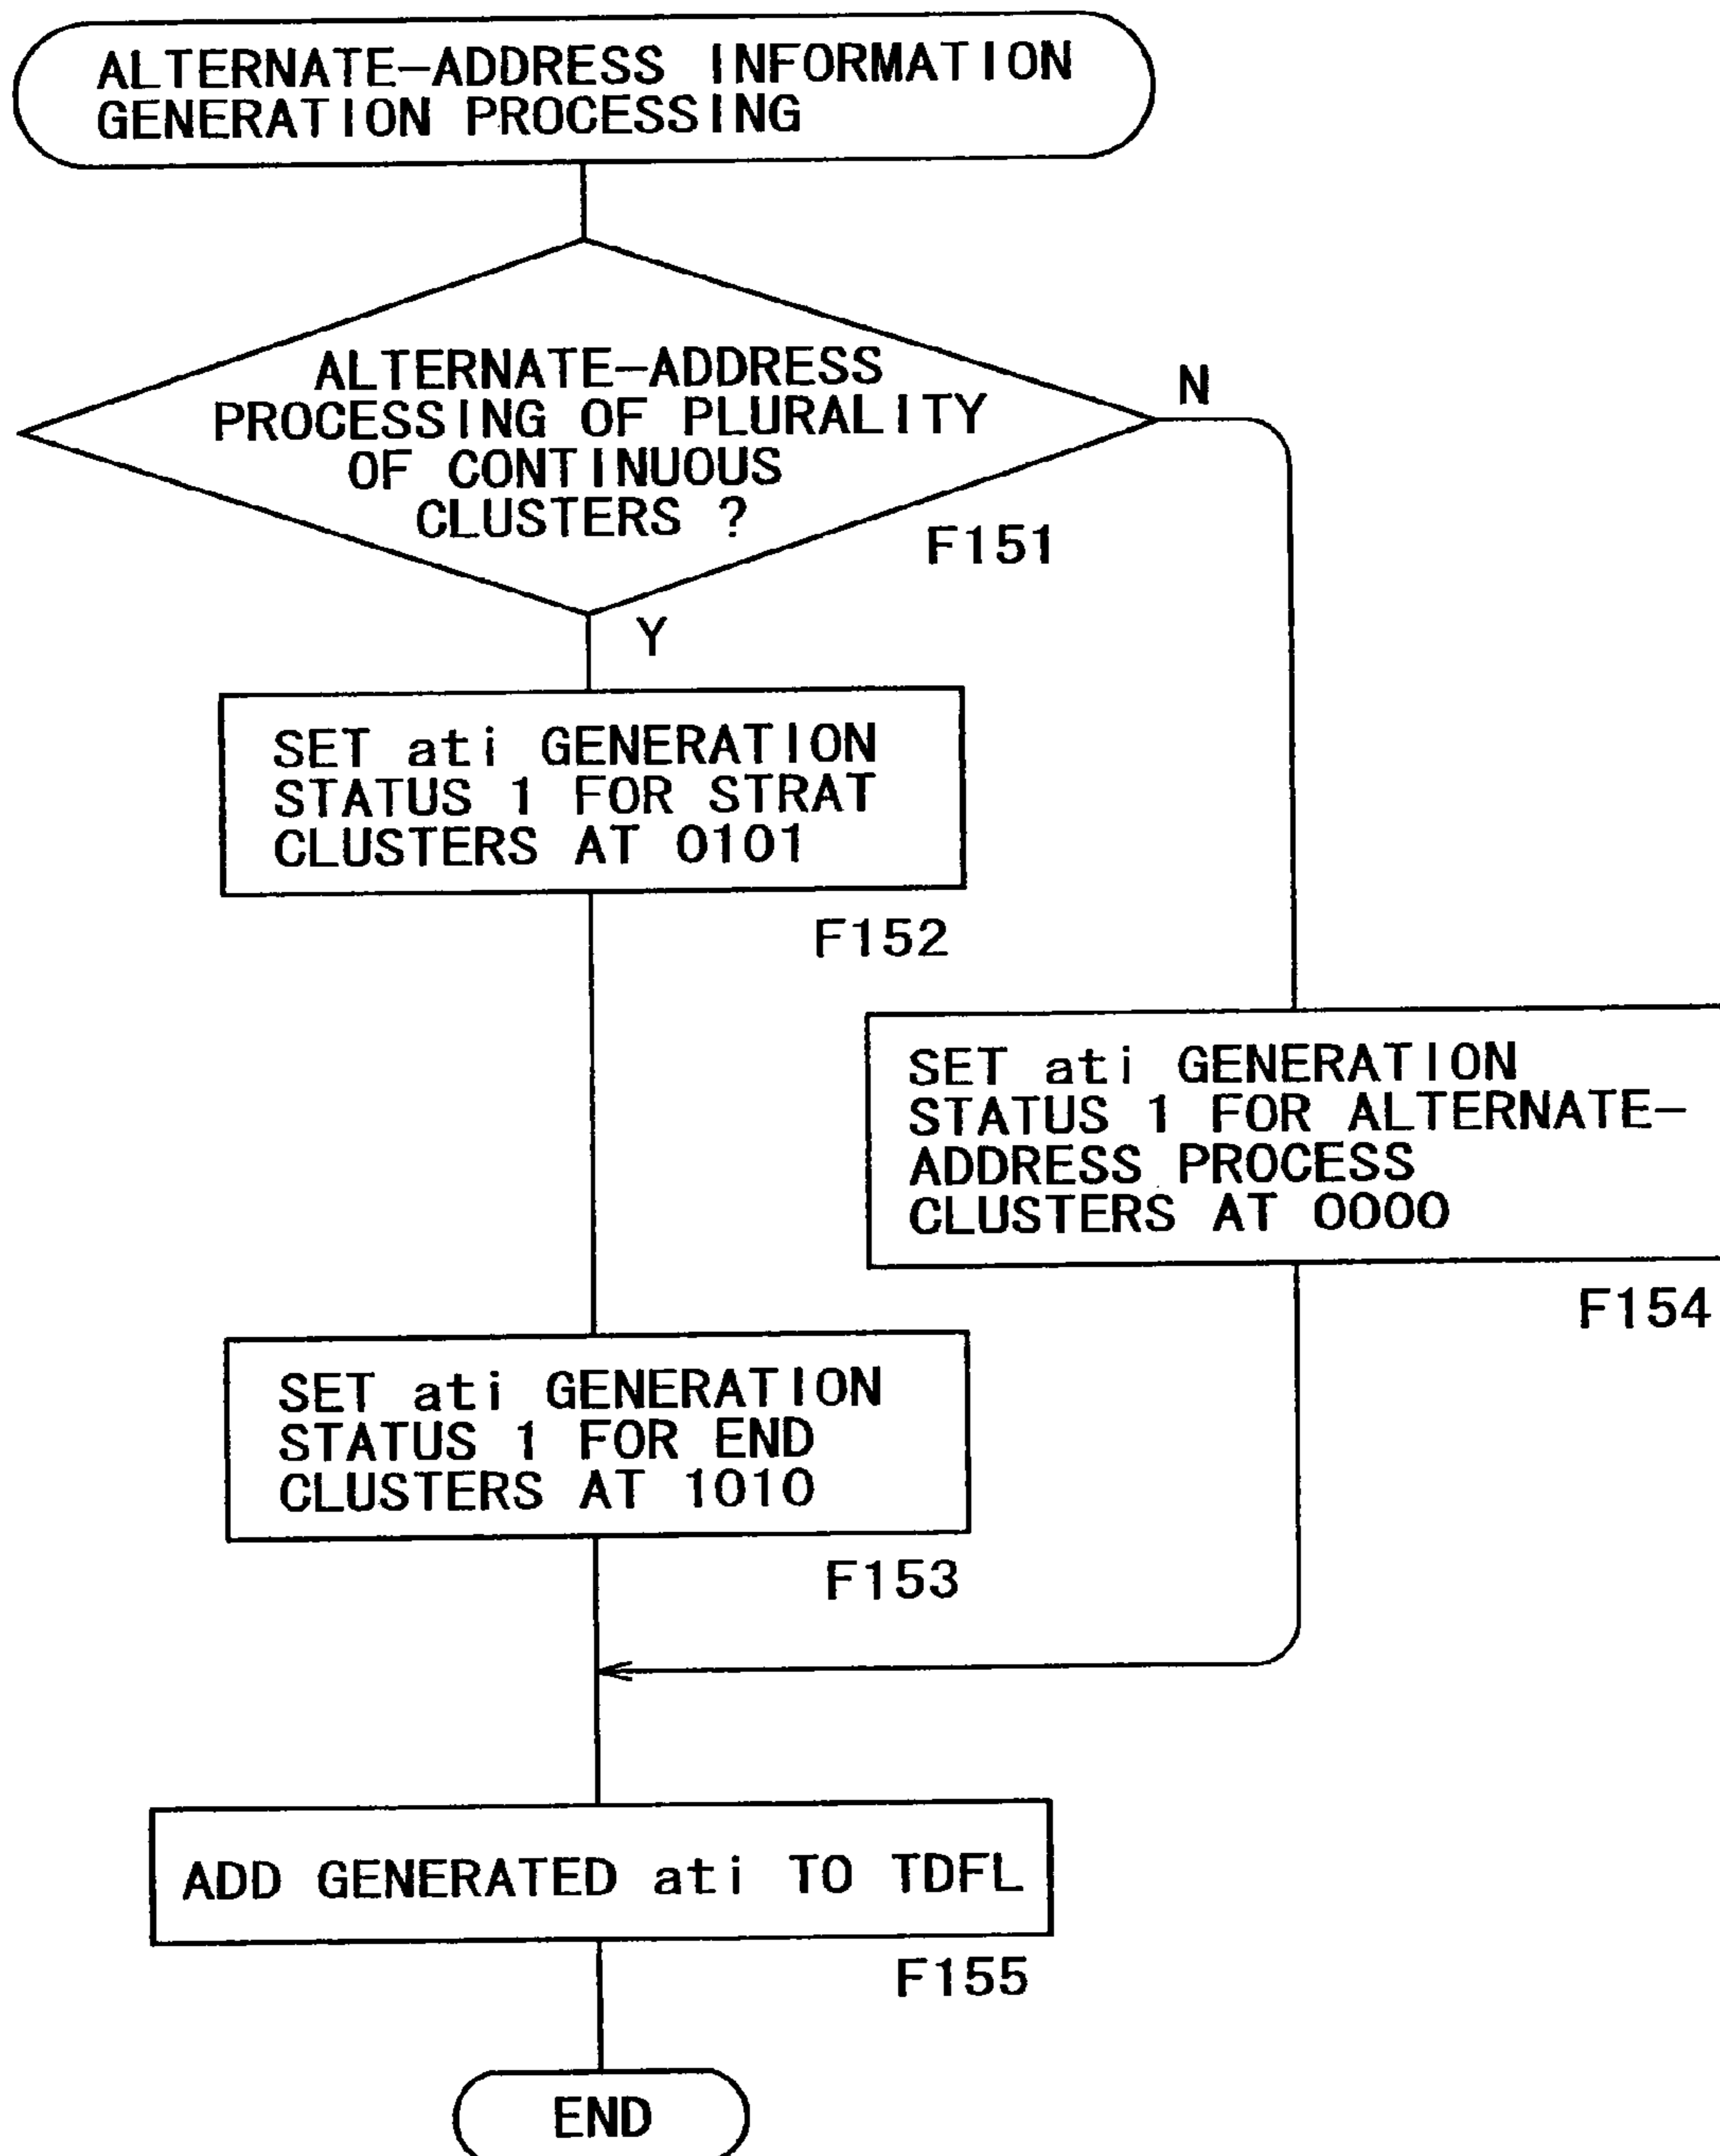 ALTERNATE-ADDRESS INFORMATION
GENERATION PROCESSING
ALTERNATE-ADDRESS
PROCESSING OF PLURALITY
OF CONTINUOUS
CLUSTERS ?
N
F151
Y
SET ati GENERATION
STATUS 1 FOR STRAT
CLUSTERS AT 0101
F152
SET ati GENERATION
STATUS 1 FOR ALTERNATE-
ADDRESS PROCESS
CLUSTERS AT 0000
F154
SET ati GENERATION
STATUS 1 FOR END
CLUSTERS AT 1010
F153
ADD GENERATED ati TO TDFL
F155
END